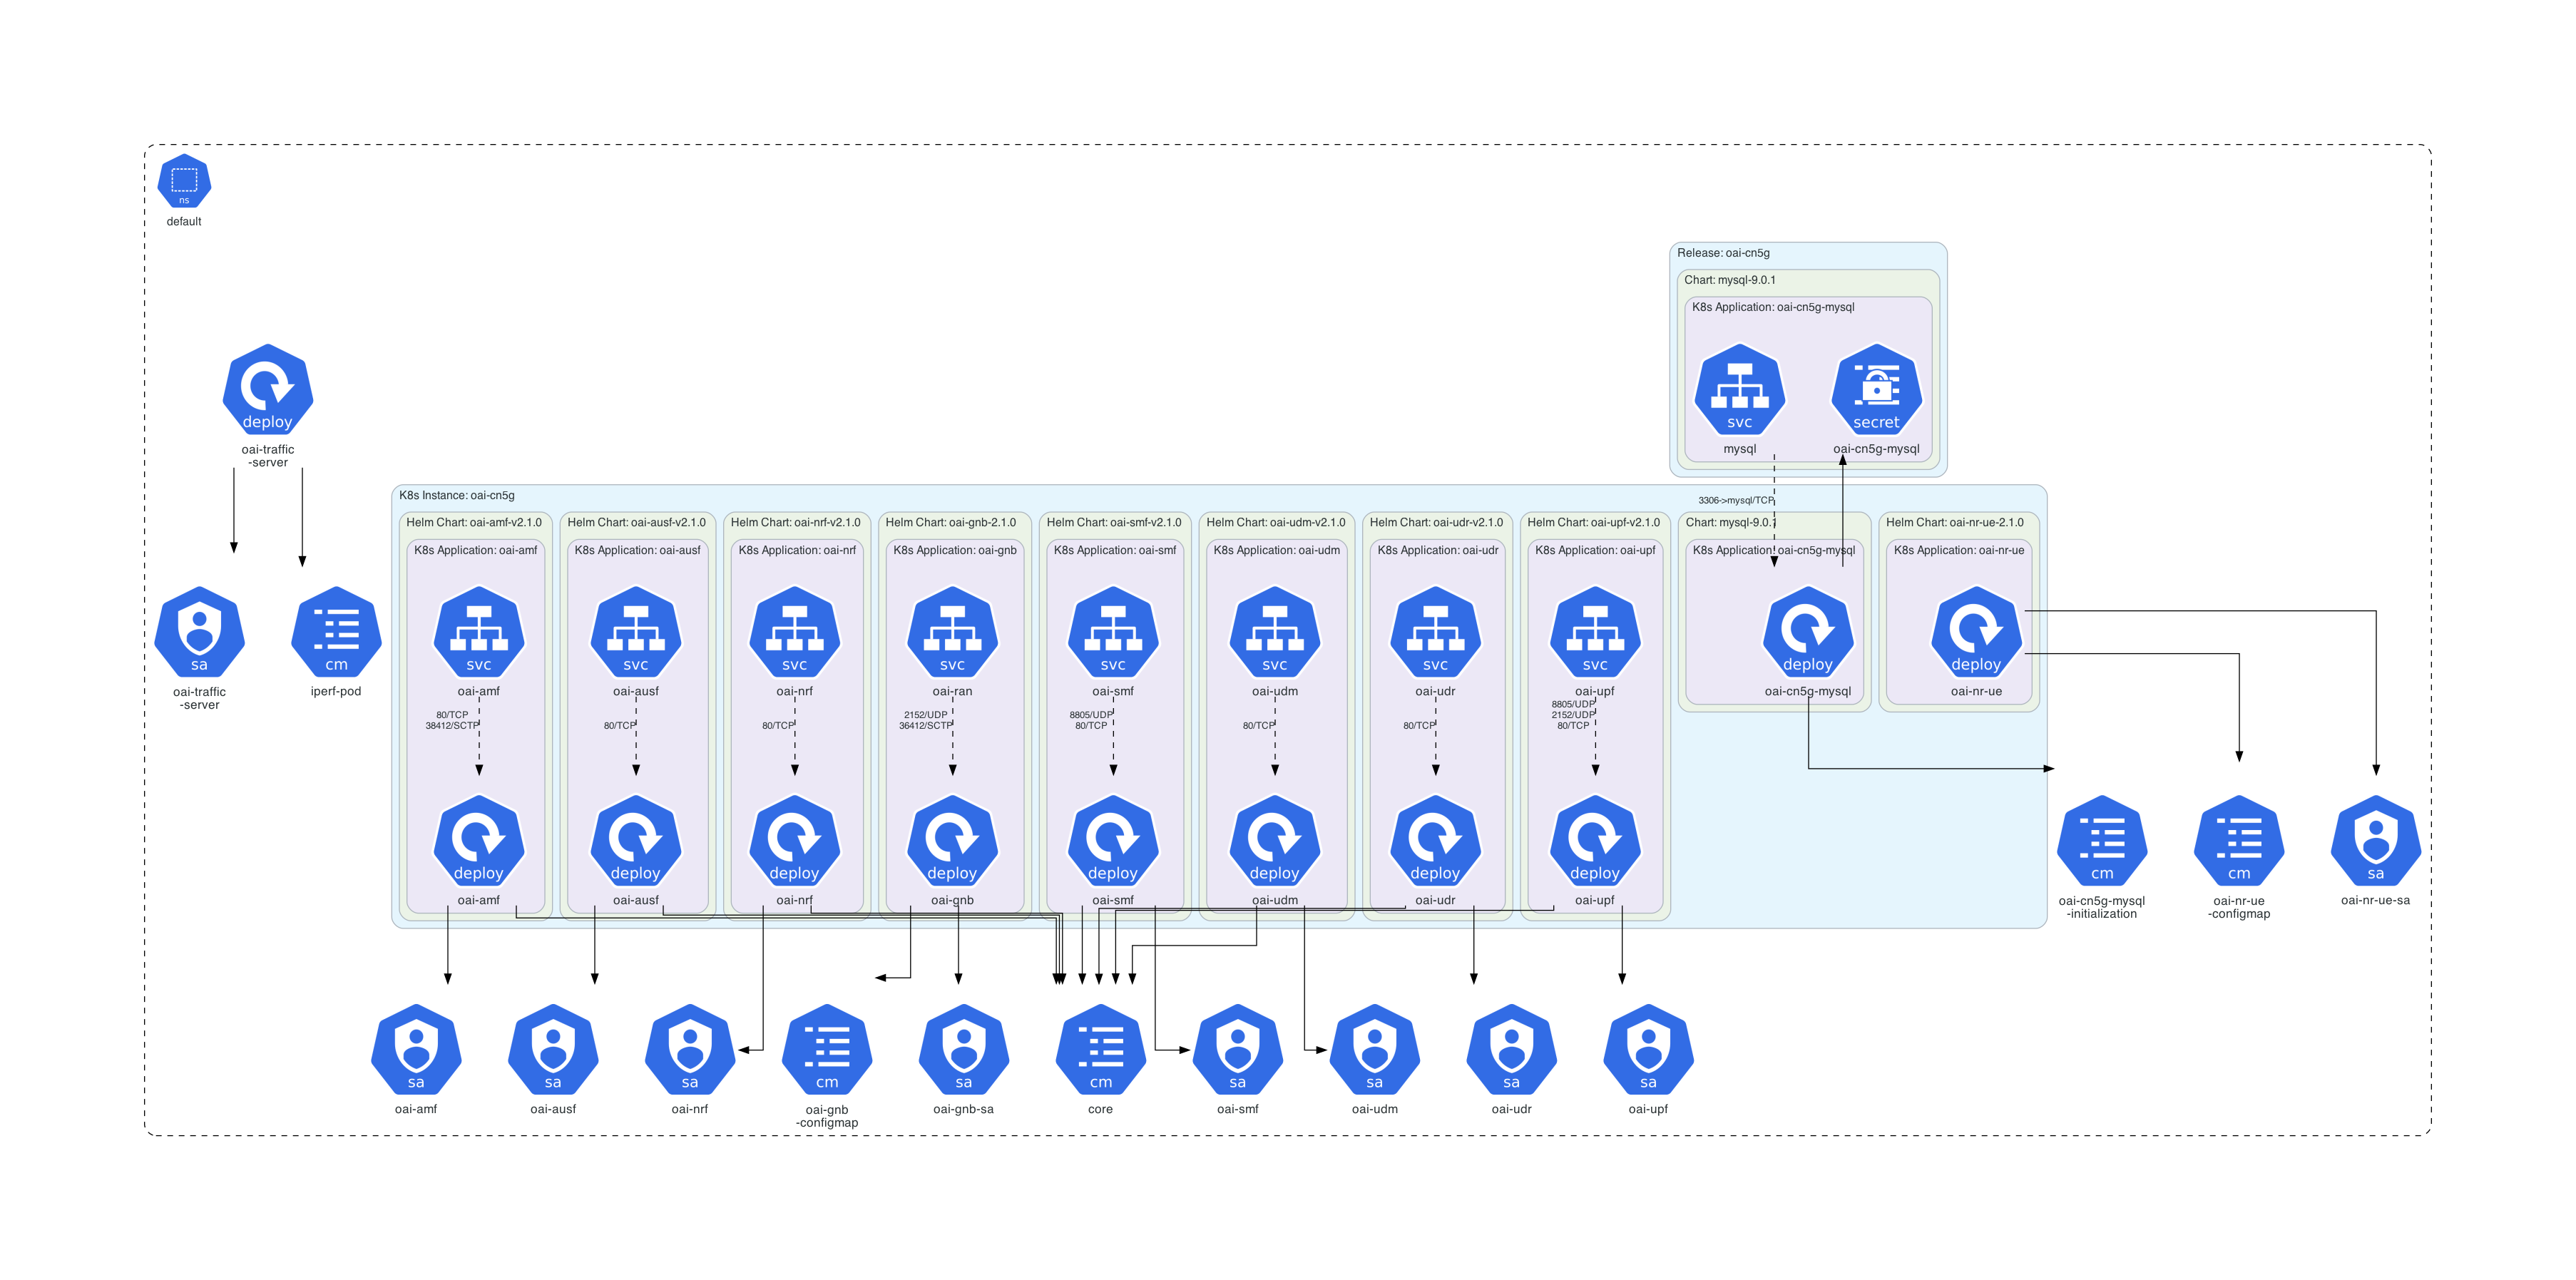 ns
default
Release: oai-cn5g
Chart: mysql-9.0.1
K8s Application: oai-cn5g-mysql
deploy
oai-traffic
-server
svc
mysql
secret
oai-cn5g-mysql
K8s Instance: oai-cn5g
3306->mysql/TCP
Helm Chart: oai-amf-v2.1.0
Helm Chart: oai-ausf-v2.1.0
Helm Chart: oai-nrf-v2.1.0
Helm Chart: oai-gnb-2.1.0
Helm Chart: oai-smf-v2.1.0
Helm Chart: oai-udm-v2.1.0
Helm Chart: oai-udr-v2.1.0
Helm Chart: oai-upf-v2.1.0
Chart: mysql-9.0.1
Helm Chart: oai-nr-ue-2.1.0
K8s Application: oai-amf
K8s Application: oai-ausf
K8s Application: oai-nrf
K8s Application: oai-gnb
K8s Application: oai-smf
K8s Application: oai-udm
K8s Application: oai-udr
K8s Application: oai-upf
K8s Application: oai-cn5g-mysql
K8s Application: oai-nr-ue
sa
oai-traffic
-server
cm
iperf-pod
svc
oai-amf
svc
oai-ausf
svc
oai-nrf
svc
oai-ran
svc
oai-smf
svc
oai-udm
svc
oai-udr
svc
oai-upf
deploy
oai-cn5g-mysql
deploy
oai-nr-ue
80/TCP
38412/SCTP
80/TCP
80/TCP
2152/UDP
36412/SCTP
8805/UDP
80/TCP
80/TCP
80/TCP
8805/UDP
2152/UDP
80/TCP
deploy
oai-amf
deploy
oai-ausf
deploy
oai-nrf
deploy
oai-gnb
deploy
oai-smf
deploy
oai-udm
deploy
oai-udr
deploy
oai-upf
cm
oai-cn5g-mysql
-initialization
cm
oai-nr-ue
-configmap
sa
oai-nr-ue-sa
sa
oai-amf
sa
oai-ausf
sa
oai-nrf
cm
oai-gnb
-configmap
sa
oai-gnb-sa
cm
core
sa
oai-smf
sa
oai-udm
sa
oai-udr
sa
oai-upf